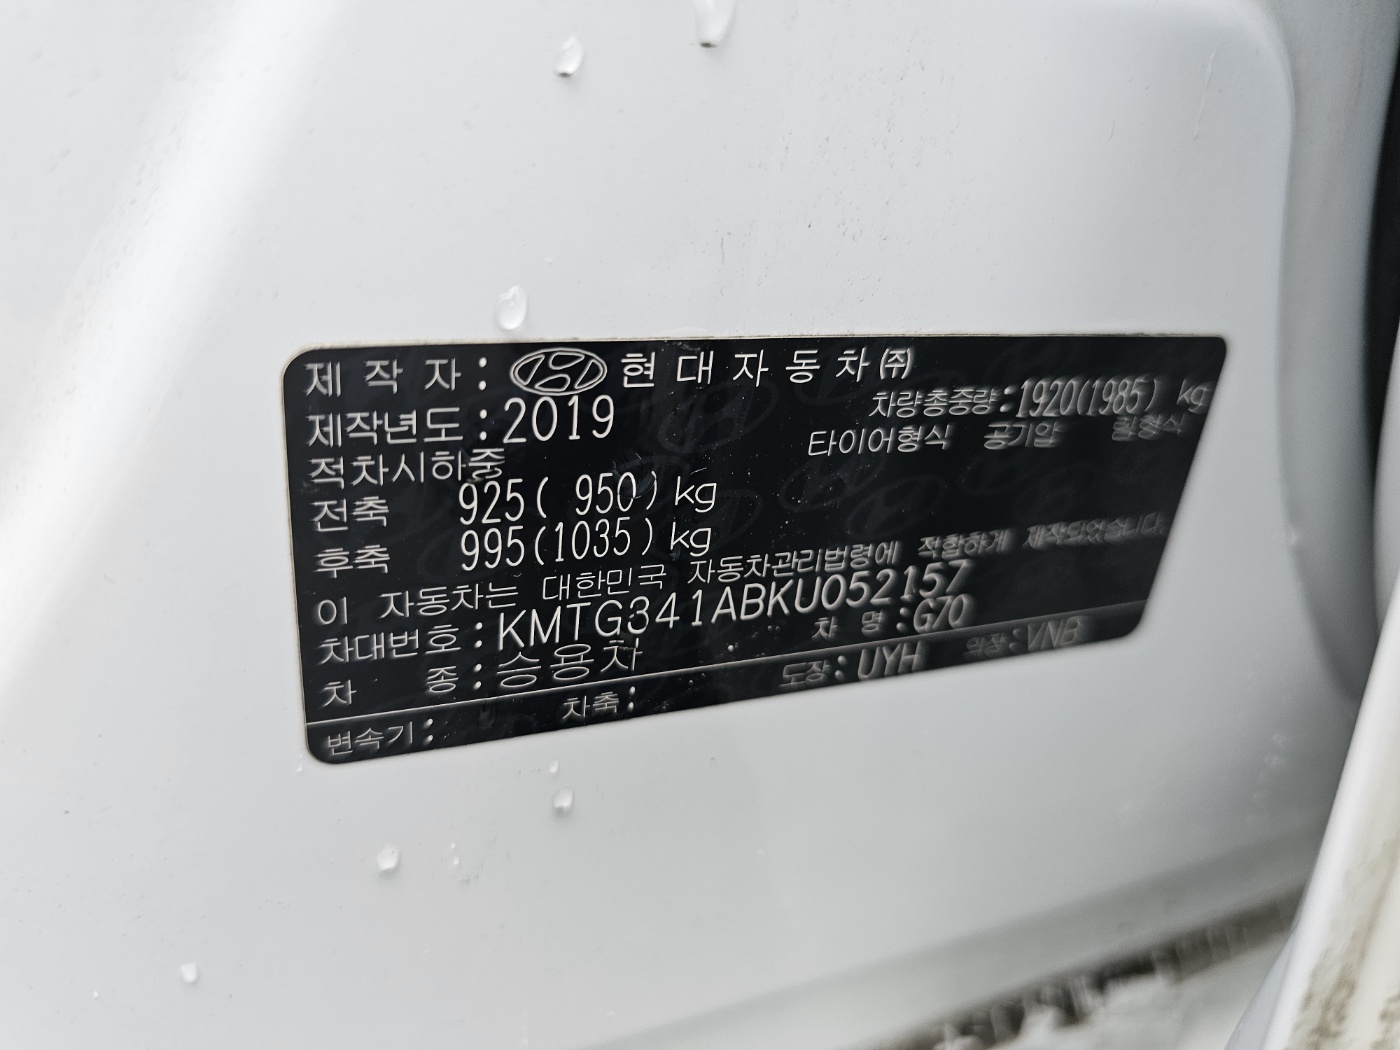 제 작 자 : 현 대 자 동 차 ㈜
제작년도 : 2019
차량총중량 : 1920(1985) kg
적차시하중
타이어형식 공기압 림형식
전축 925( 950) kg
후축 995(1035) kg
이 자동차는 대한민국 자동차관리법령에 적합하게 제작되었습니다.
차대번호 : KMTG341ABKU052157
차 종 : 승용차 차 명 : G70
변속기 : 차축 : 도장 : UYH 의장 : VNB